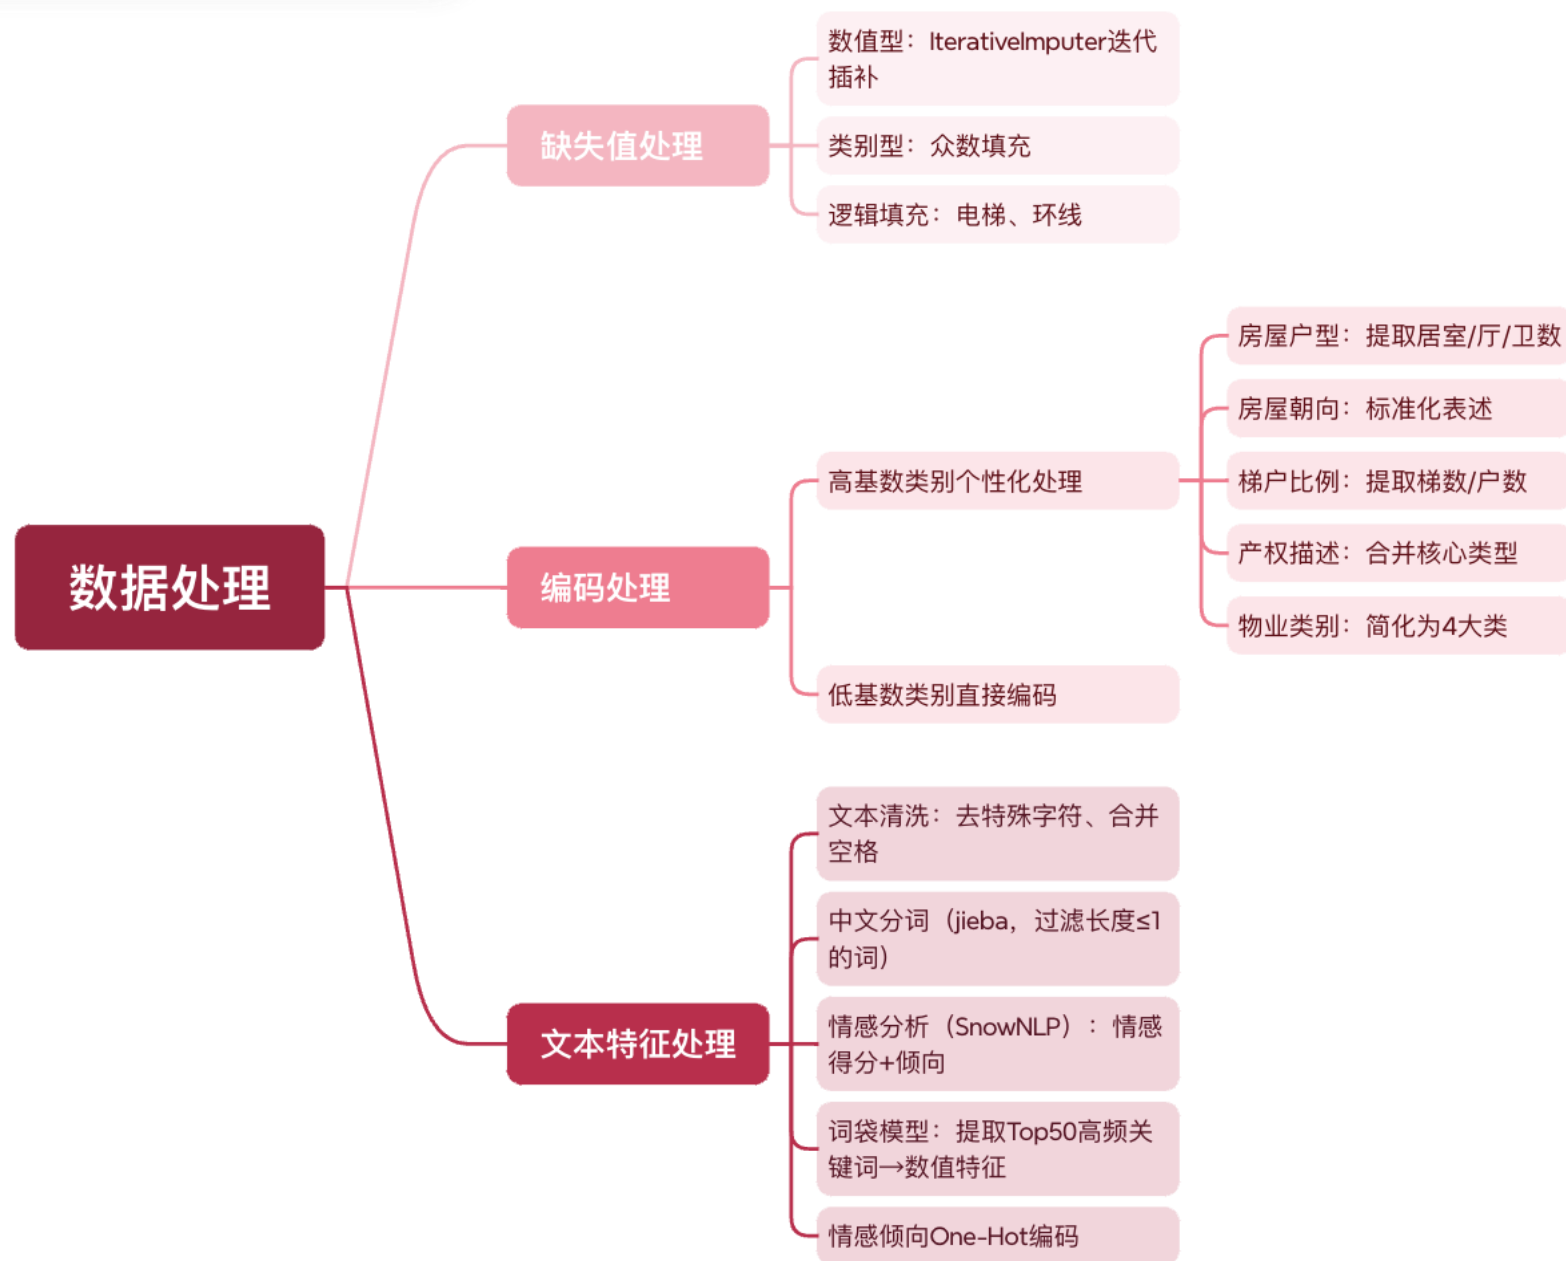 数据处理
缺失值处理
数值型：IterativeImputer迭代
插补
类别型：众数填充
逻辑填充：电梯、环线
编码处理
高基数类别个性化处理
房屋户型：提取居室/厅/卫数
房屋朝向：标准化表述
梯户比例：提取梯数/户数
产权描述：合并核心类型
物业类别：简化为4大类
低基数类别直接编码
文本特征处理
文本清洗：去特殊字符、合并
空格
中文分词（jieba，过滤长度≤1
的词）
情感分析（SnowNLP）：情感
得分+倾向
词袋模型：提取Top50高频关
键词→数值特征
情感倾向One-Hot编码